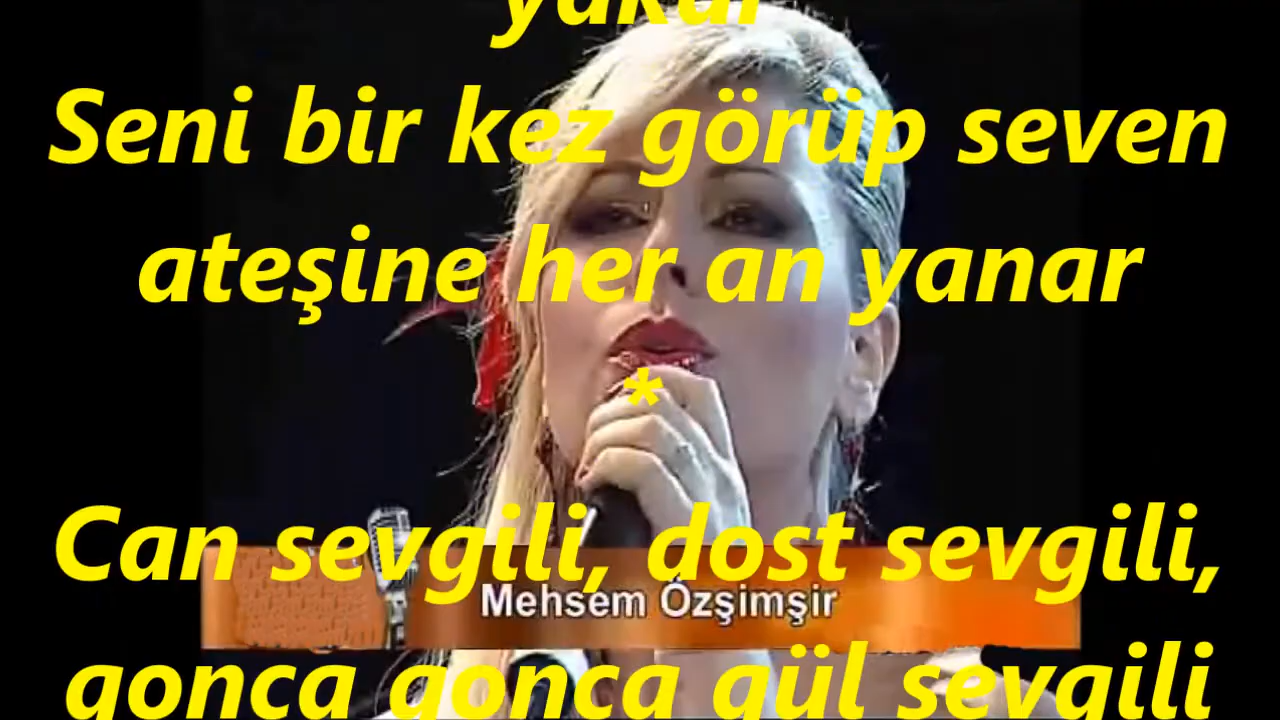 yakar
Seni bir kez görüp seven
ateşine her an yanar
*
Can sevgili, dost sevgili,
Mehsem Özşimşir
gonca gonca gül sevgili